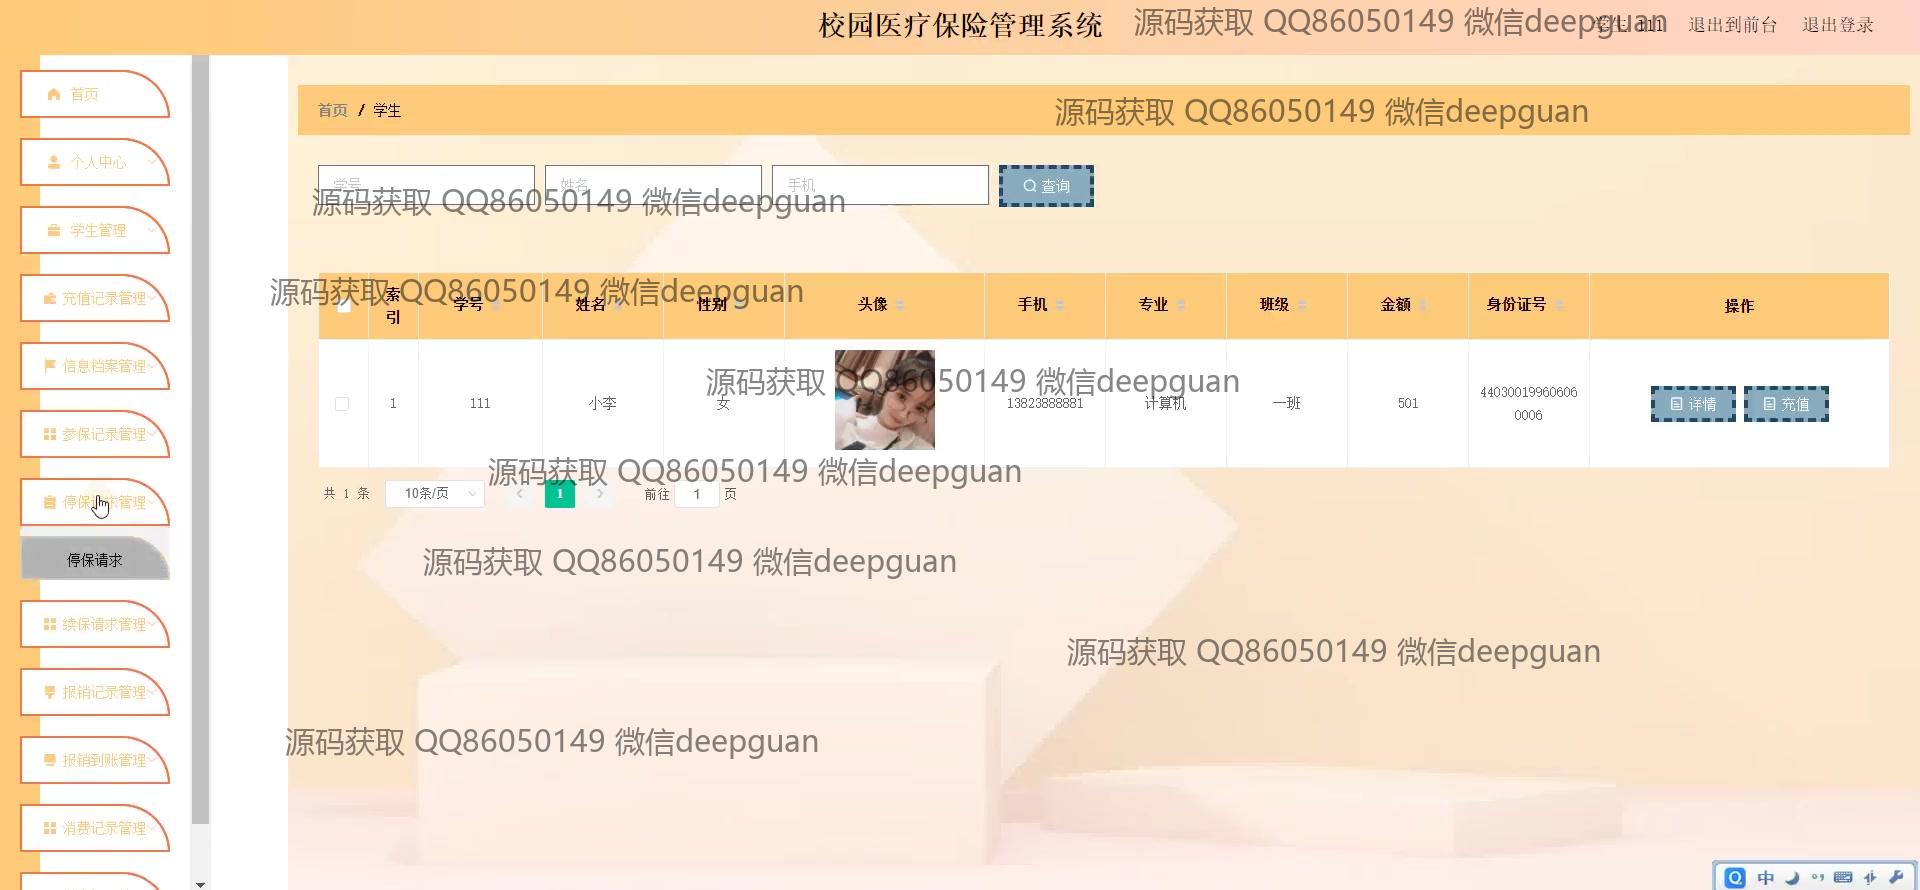 校园医疗保险管理系统
源码获取 QQ86050149 微信deepguan
学生 111
退出到前台
退出登录
首页
个人中心
学生管理
充值记录管理
信息档案管理
参保记录管理
停保请求管理
停保请求
续保请求管理
报销记录管理
报销到账管理
消费记录管理
首页 / 学生
源码获取 QQ86050149 微信deepguan
学号
姓名
手机
查询
源码获取 QQ86050149 微信deepguan
源码获取 QQ86050149 微信deepguan
索引 学号 姓名 性别 头像 手机 专业 班级 金额 身份证号 操作
1 111 小李 女 13823888881 计算机 一班 501 44030019960606
0006
详情 充值
源码获取 QQ86050149 微信deepguan
源码获取 QQ86050149 微信deepguan
共 1 条 10条/页 1 前往 1 页
源码获取 QQ86050149 微信deepguan
源码获取 QQ86050149 微信deepguan
源码获取 QQ86050149 微信deepguan
中